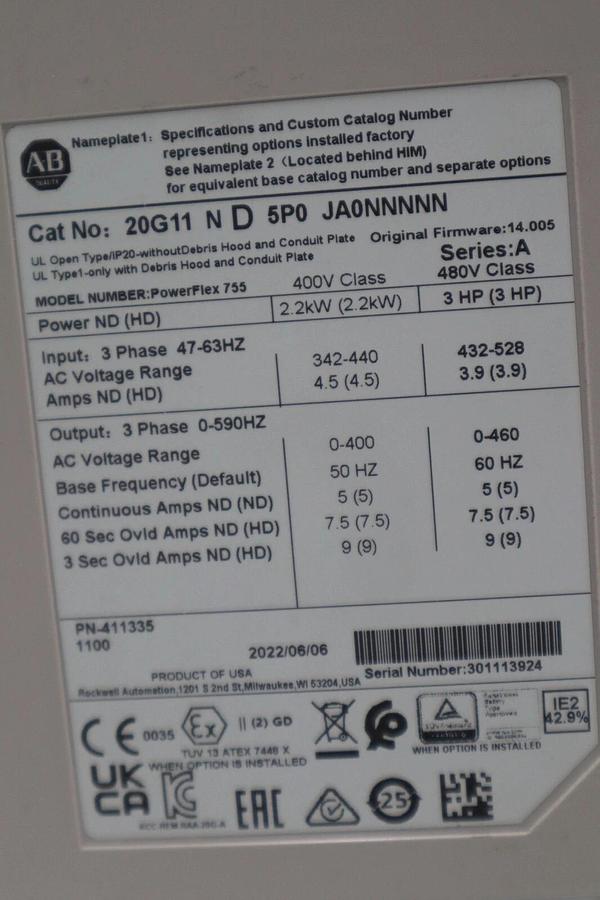 AB
QUALITY
Nameplate1: Specifications and Custom Catalog Number
representing options installed factory
See Nameplate 2 (Located behind HIM)
for equivalent base catalog number and separate options
Cat No: 20G11 N D 5P0 JA0NNNNN
UL Open Type/IP20-withoutDebris Hood and Conduit Plate Original Firmware:14.005
UL Type1-only with Debris Hood and Conduit Plate Series:A
MODEL NUMBER:PowerFlex 755 400V Class 480V Class
Power ND (HD) 2.2kW (2.2kW) 3 HP (3 HP)
Input: 3 Phase 47-63HZ
AC Voltage Range 342-440 432-528
Amps ND (HD) 4.5 (4.5) 3.9 (3.9)
Output: 3 Phase 0-590HZ
AC Voltage Range 0-400 0-460
Base Frequency (Default) 50 HZ 60 HZ
Continuous Amps ND (ND) 5 (5) 5 (5)
60 Sec Ovld Amps ND (HD) 7.5 (7.5) 7.5 (7.5)
3 Sec Ovld Amps ND (HD) 9 (9) 9 (9)
PN-411335
1100
2022/06/06
PRODUCT OF USA Serial Number:301113924
Rockwell Automation,1201 S 2nd St,Milwaukee,WI 53204,USA
CE 0035 Ex II (2) GD
IE2
42.9%
TUV 13 ATEX 7448 X
WHEN OPTION IS INSTALLED
WHEN OPTION IS INSTALLED
UK
CA
KC
EAC
25